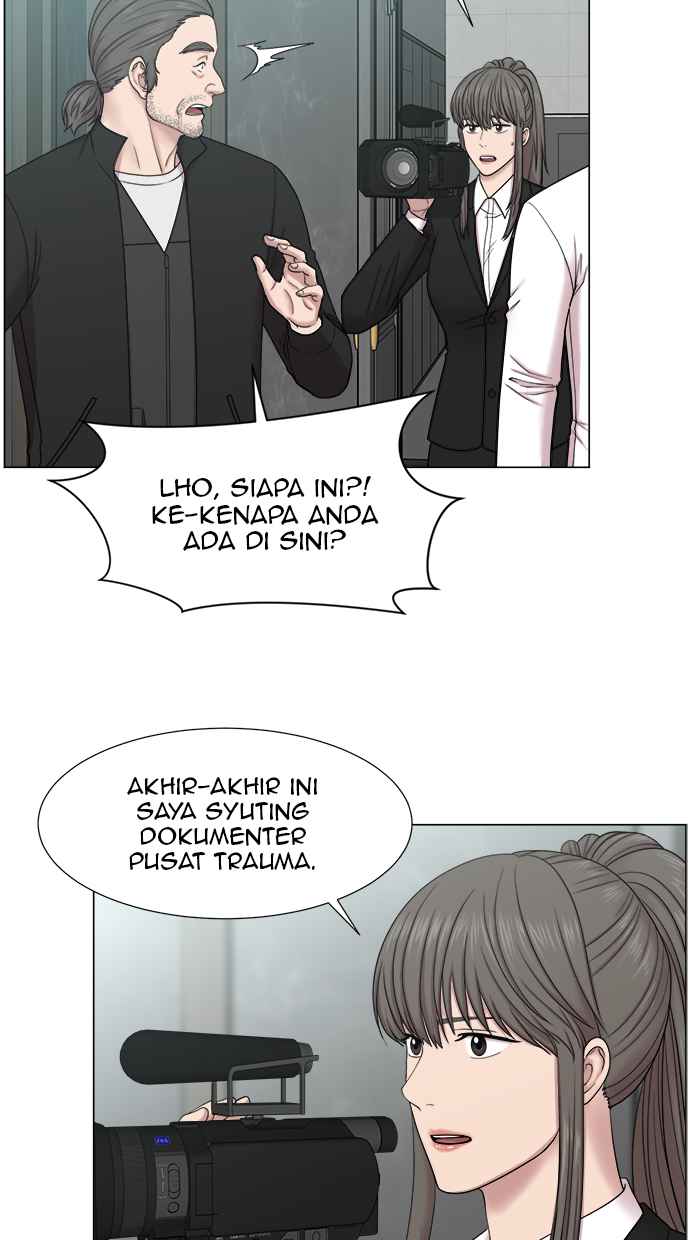 LHO, SIAPA INI?!
KE-KENAPA ANDA
ADA DI SINI?
AKHIR-AKHIR INI
SAYA SYUTING
DOKUMENTER
PUSAT TRAUMA.